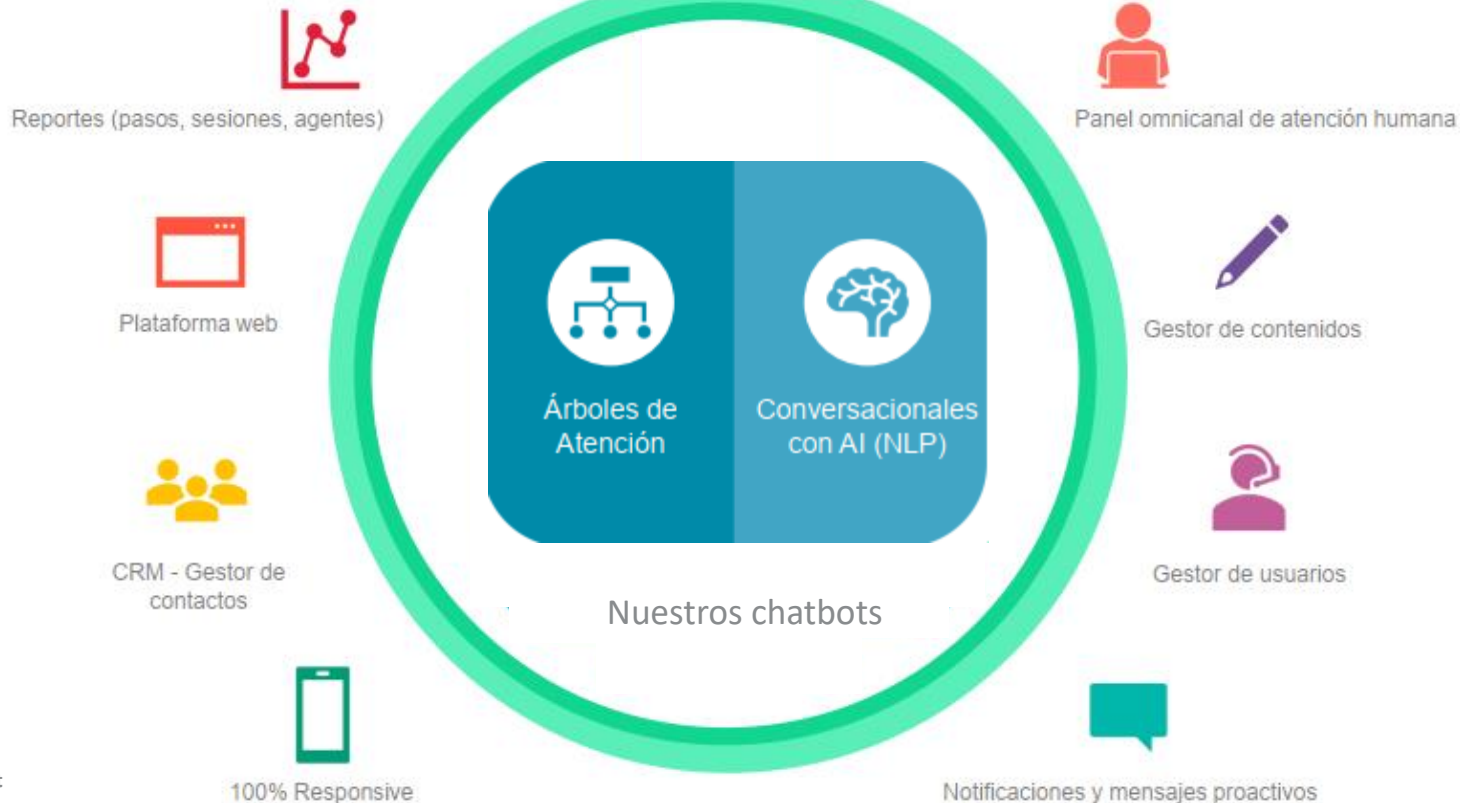 Reportes (pasos, sesiones, agentes)
Panel omnicanal de atención humana
Plataforma web
Gestor de contenidos
Árboles de
Atención
Conversacionales
con AI (NLP)
CRM - Gestor de
contactos
Gestor de usuarios
Nuestros chatbots
100% Responsive
Notificaciones y mensajes proactivos